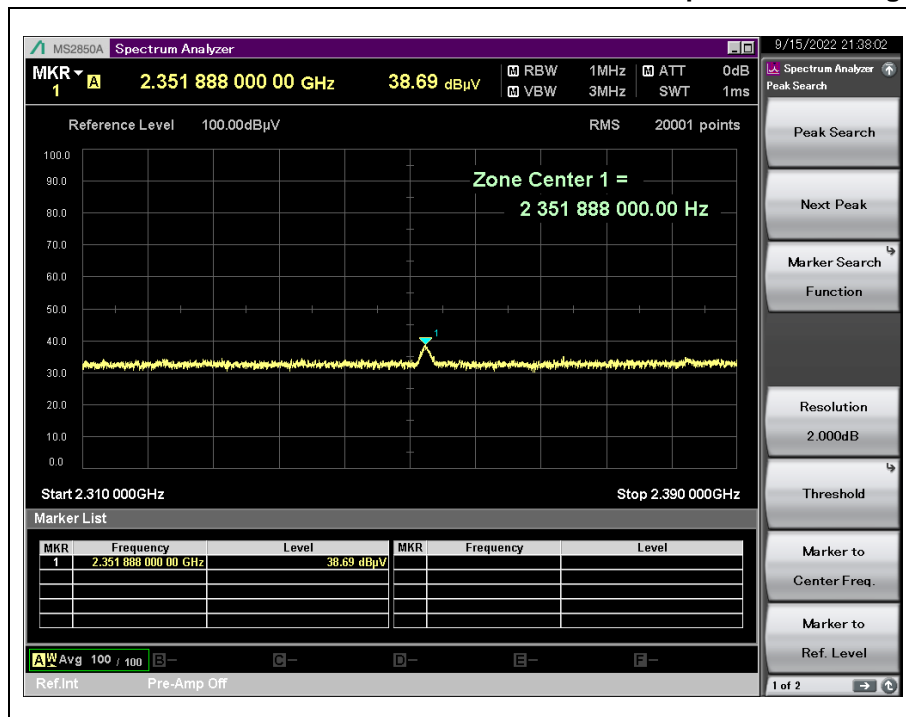 MS2850A Spectrum Analyzer
9/15/2022 21:38:02
MKR 1 A 2.351 888 000 00 GHz 38.69 dBµV
M RBW 1MHz M ATT 0dB
M VBW 3MHz SWT 1ms
Spectrum Analyzer
Peak Search
Reference Level 100.00dBµV RMS 20001 points
100.0
90.0
80.0
70.0
60.0
50.0
40.0
30.0
20.0
10.0
0.0
Zone Center 1 =
2 351 888 000.00 Hz
1
Start 2.310 000GHz Stop 2.390 000GHz
Marker List
MKR Frequency Level MKR Frequency Level
1 2.351 888 000 00 GHz 38.69 dBµV
A W Avg 100 / 100 B- C- D- E- F-
Ref.Int Pre-Amp Off
Peak Search
Next Peak
Marker Search
Function
Resolution
2.000dB
Threshold
Marker to
Center Freq.
Marker to
Ref. Level
1 of 2